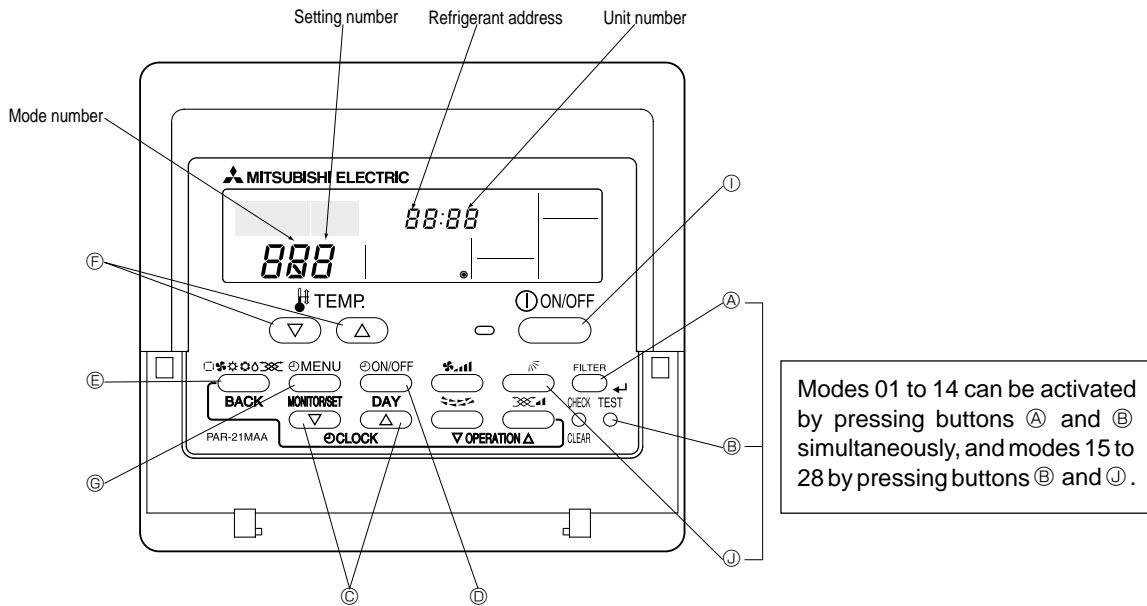 Setting number Refrigerant address Unit number
Mode number
MITSUBISHI ELECTRIC
88:88
888
Ⓘ
Ⓕ
TEMP. ON/OFF
Ⓐ
MENU ON/OFF FILTER
Ⓔ
BACK MONITOR/SET DAY CHECK TEST
PAR-21MAA CLOCK ▽ OPERATION △ CLEAR
Ⓑ
Ⓖ
Ⓙ
Ⓒ Ⓓ
Modes 01 to 14 can be activated
by pressing buttons Ⓐ and Ⓑ
simultaneously, and modes 15 to
28 by pressing buttons Ⓑ and Ⓙ.